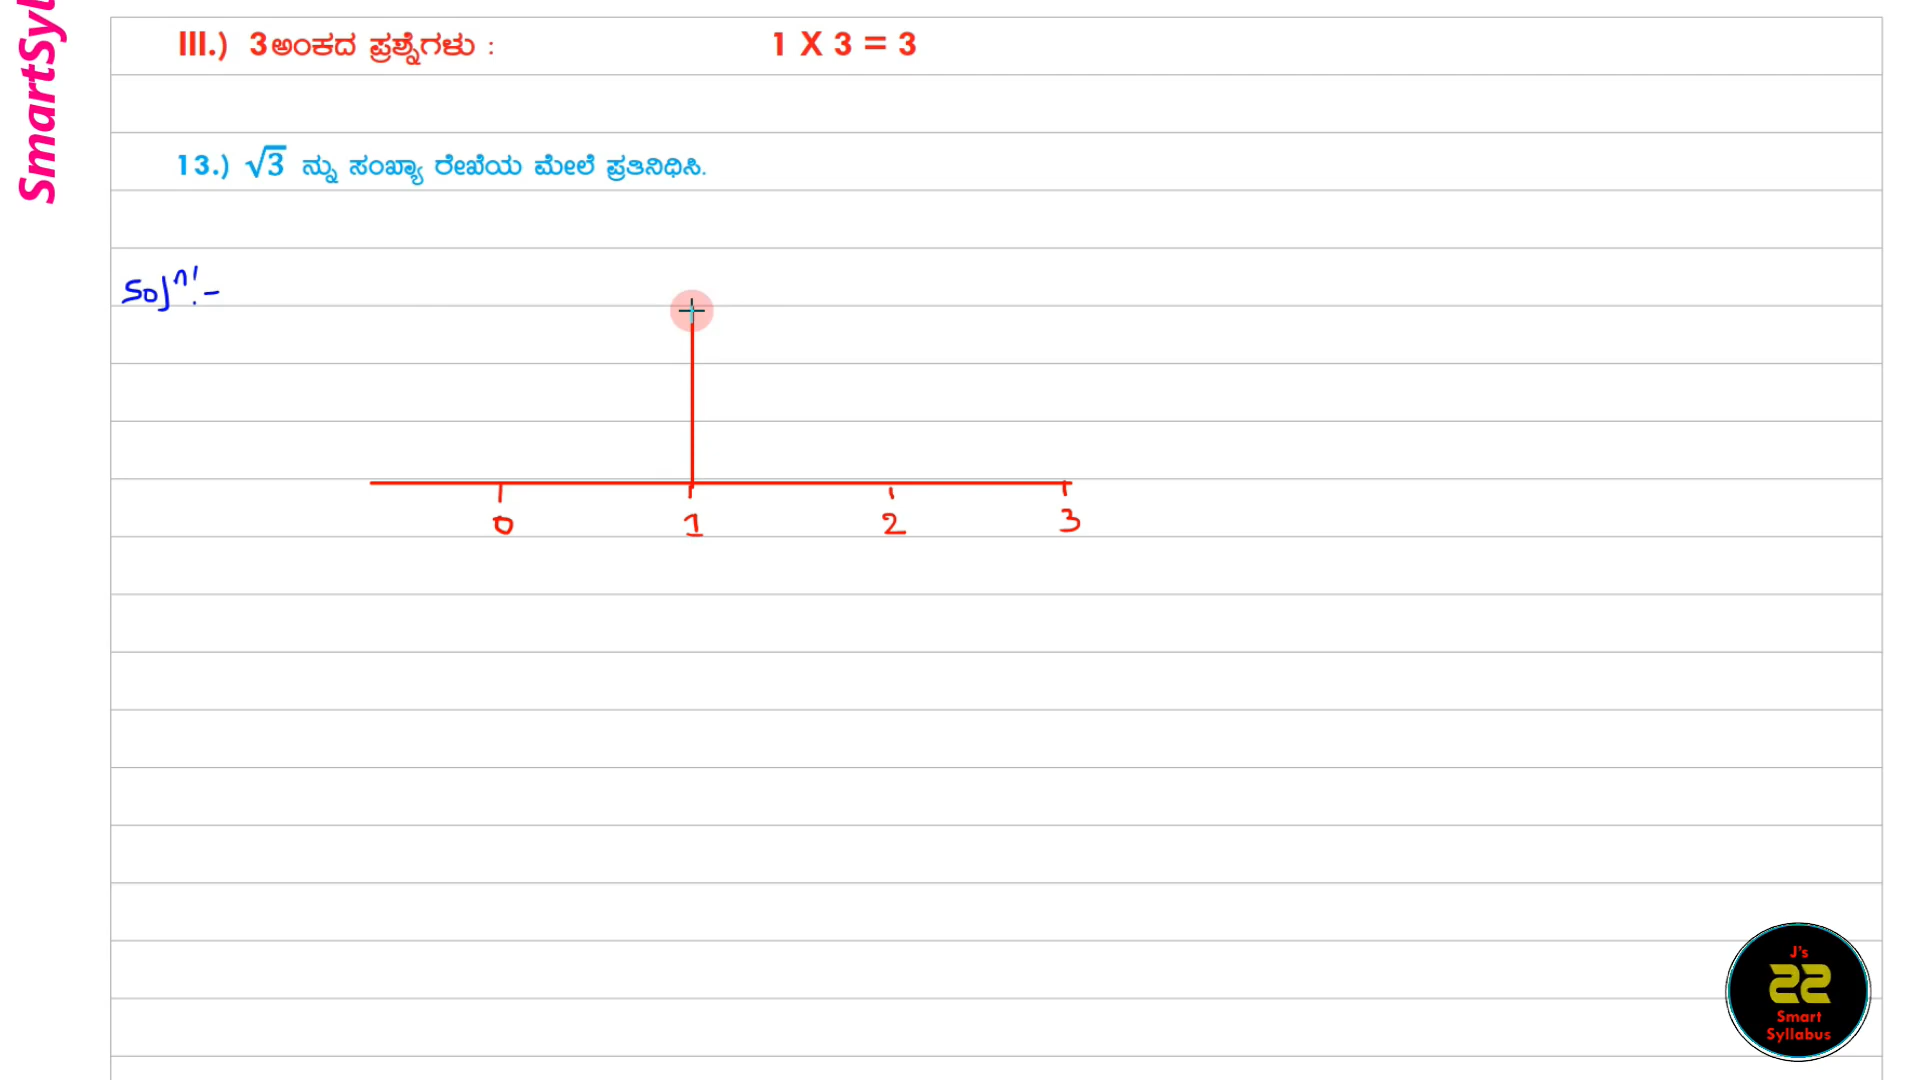 SmartSyl
III.) 3ಅಂಕದ ಪ್ರಶ್ನೆಗಳು : 1 X 3 = 3
13.) √3 ನ್ನು ಸಂಖ್ಯಾ ರೇಖೆಯ ಮೇಲೆ ಪ್ರತಿನಿಧಿಸಿ.
Solⁿ:-
0 1 2 3
J's
22
Smart
Syllabus